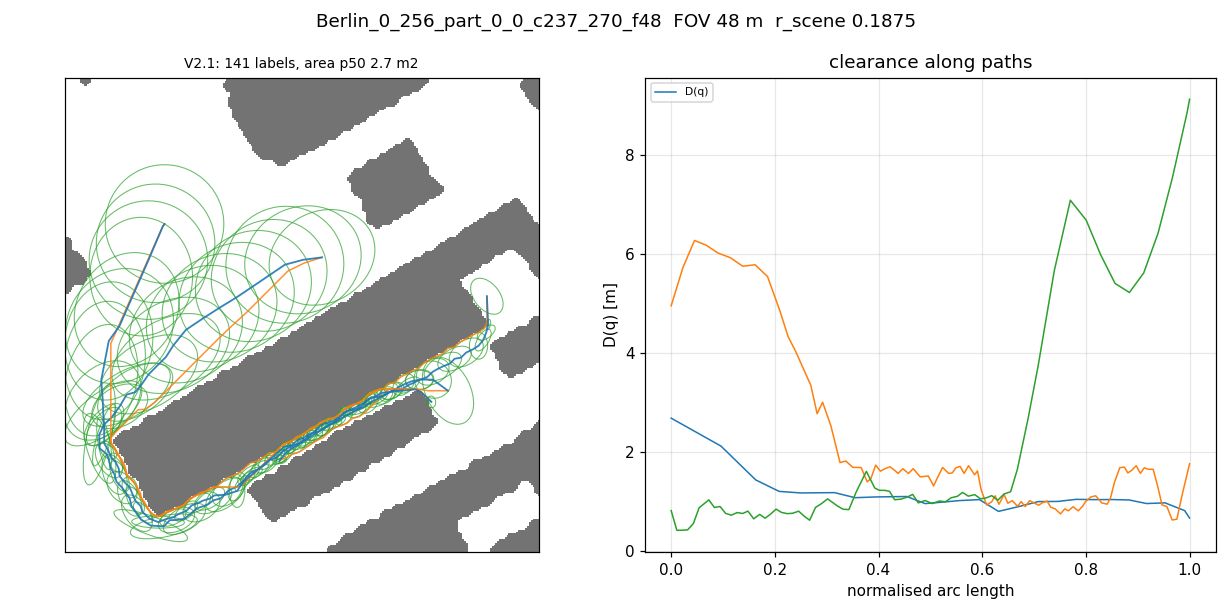 Berlin_0_256_part_0_0_c237_270_f48  FOV 48 m  r_scene 0.1875
V2.1: 141 labels, area p50 2.7 m2
clearance along paths
D(q)
8
6
4
2
0
D(q) [m]
0.0 0.2 0.4 0.6 0.8 1.0
normalised arc length